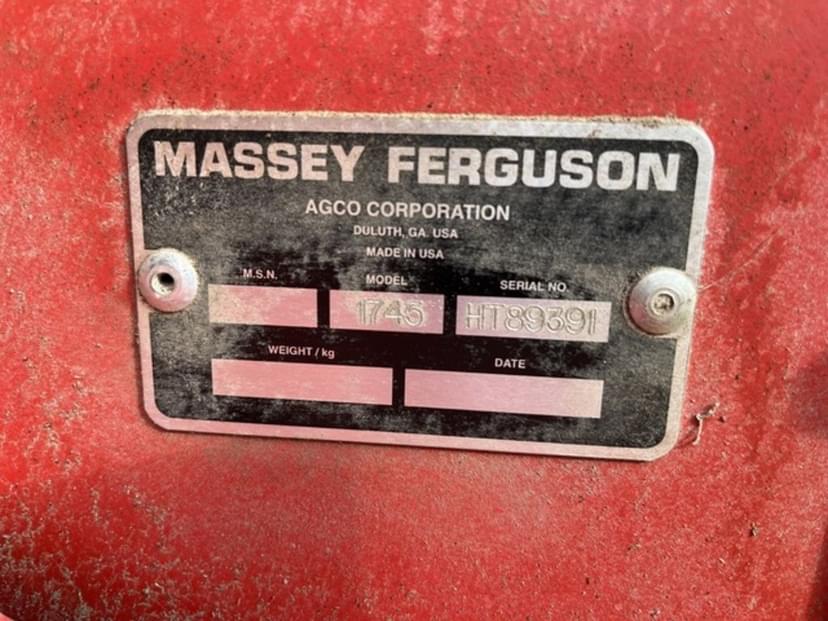 MASSEY FERGUSON
AGCO CORPORATION
DULUTH, GA. USA
MADE IN USA
M.S.N. MODEL SERIAL NO.
1745 HT89391
WEIGHT / kg DATE